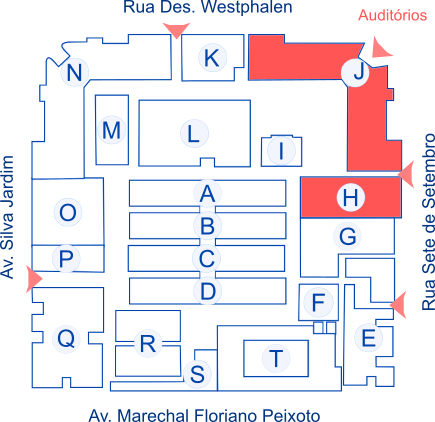 Rua Des. Westphalen
Auditórios
N
K
J
M
L
I
Av. Silva Jardim
Rua Sete de Setembro
A
H
O
B
G
C
P
D
F
Q
R
E
S
T
Av. Marechal Floriano Peixoto